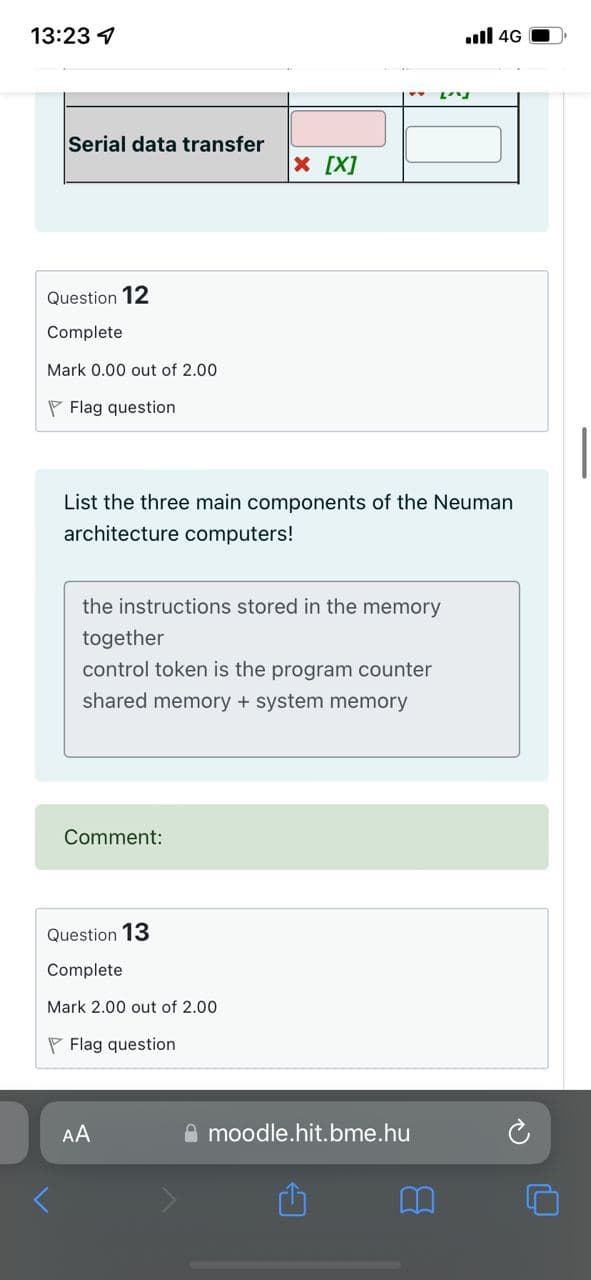 13:23
4G
Serial data transfer
[X]
Question 12
Complete
Mark 0.00 out of 2.00
Flag question
List the three main components of the Neuman
architecture computers!
the instructions stored in the memory
together
control token is the program counter
shared memory + system memory
Comment:
Question 13
Complete
Mark 2.00 out of 2.00
Flag question
AA
moodle.hit.bme.hu